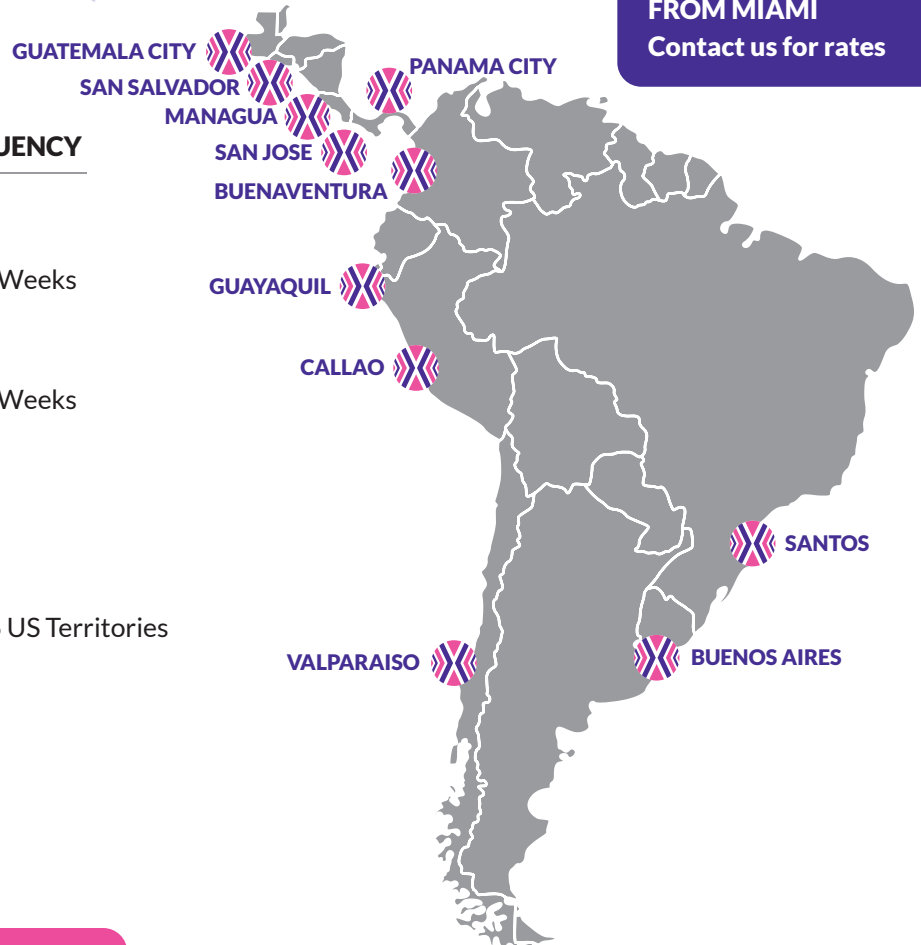 FROM MIAMI
Contact us for rates
GUATEMALA CITY
PANAMA CITY
SAN SALVADOR
MANAGUA
SAN JOSE
BUENAVENTURA
Weeks
GUAYAQUIL
CALLAO
Weeks
SANTOS
US Territories
VALPARAISO
BUENOS AIRES